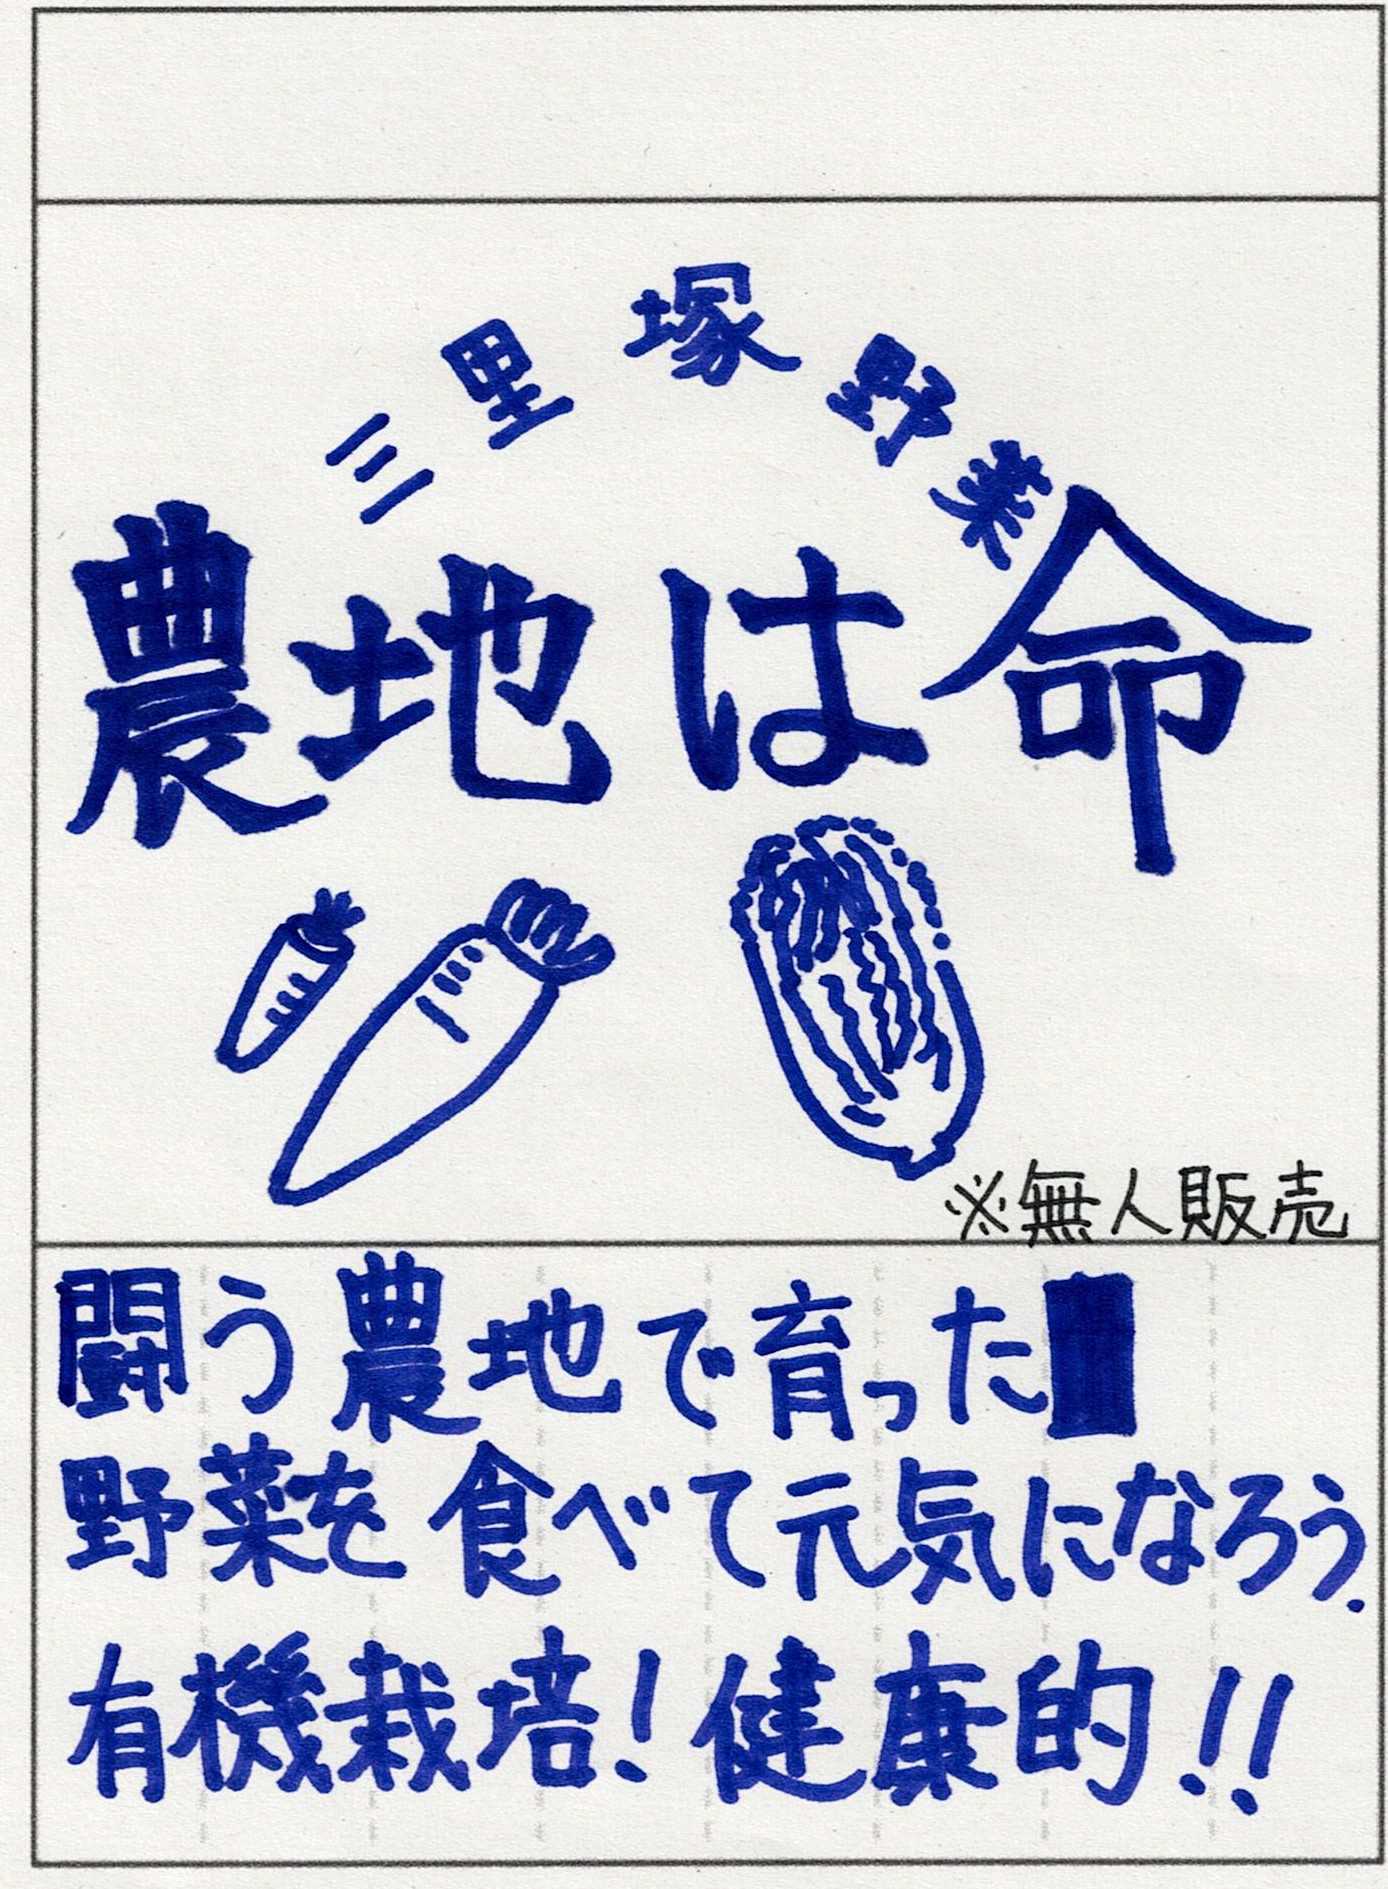 三里塚野菜
農地は命
※無人販売
闘う農地で育った
野菜を食べて元気になろう.
有機栽培!健康的!!